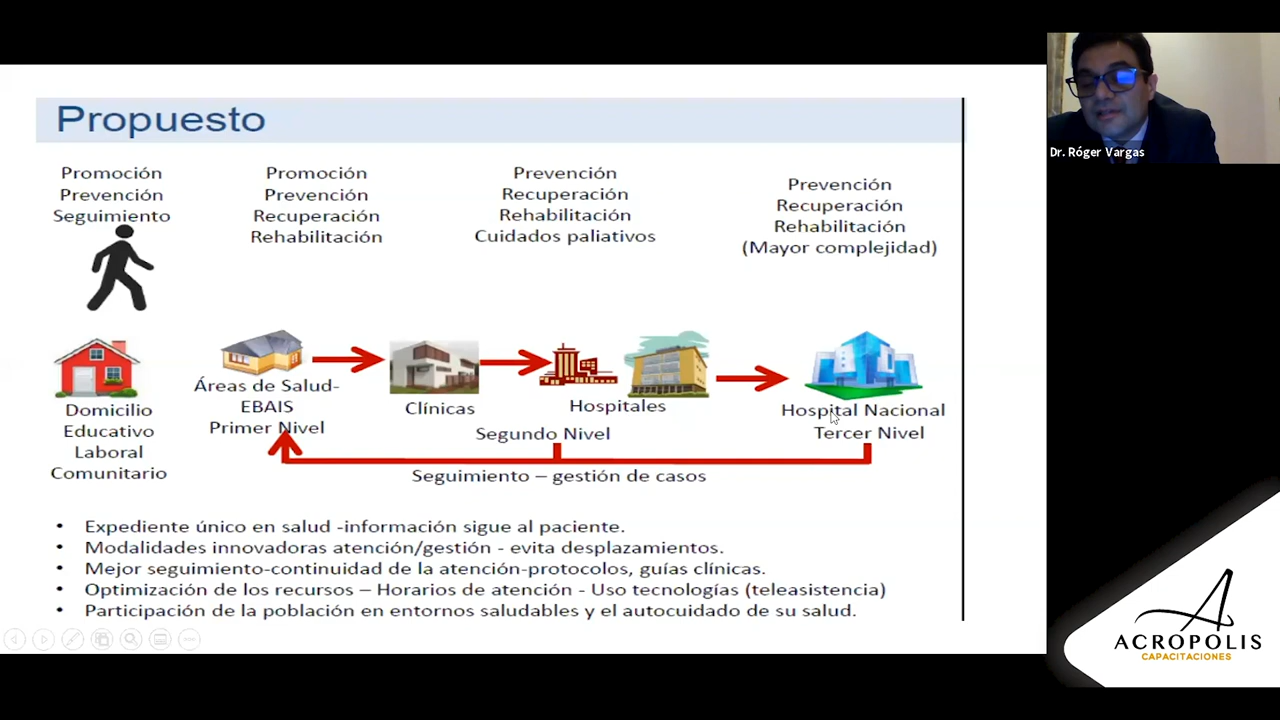 Propuesto
Promoción
Prevención
Seguimiento
Promoción
Prevención
Recuperación
Rehabilitación
Prevención
Recuperación
Rehabilitación
Cuidados paliativos
Prevención
Recuperación
Rehabilitación
(Mayor complejidad)
Domicilio
Educativo
Laboral
Comunitario
Áreas de Salud-
EBAIS
Primer Nivel
Clínicas
Hospitales
Segundo Nivel
Hospital Nacional
Tercer Nivel
Seguimiento – gestión de casos
• Expediente único en salud -información sigue al paciente.
• Modalidades innovadoras atención/gestión - evita desplazamientos.
• Mejor seguimiento-continuidad de la atención-protocolos, guías clínicas.
• Optimización de los recursos – Horarios de atención - Uso tecnologías (teleasistencia)
• Participación de la población en entornos saludables y el autocuidado de su salud.
Dr. Róger Vargas
ACROPOLIS
CAPACITACIONES